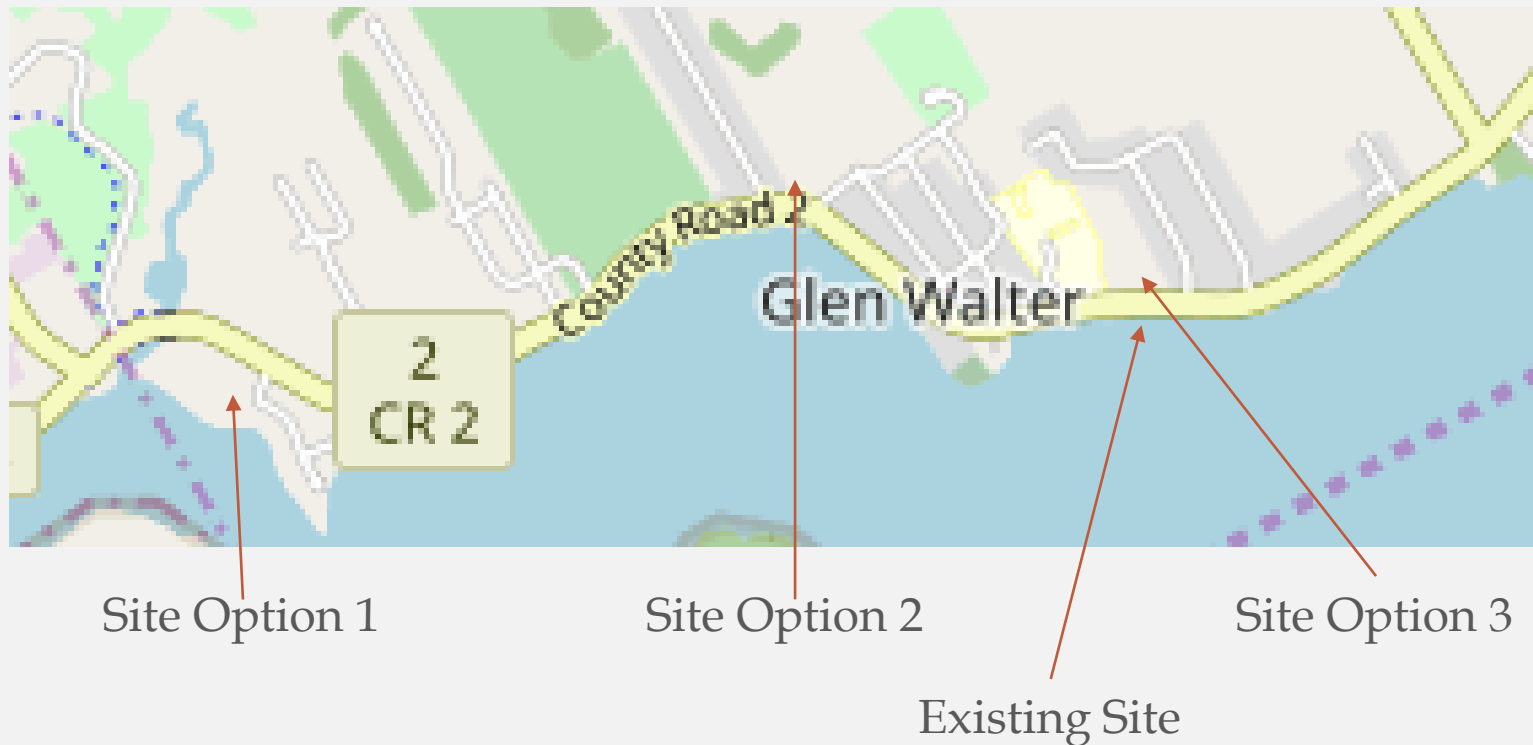 County Road 2
Glen Walter
2
CR 2
Site Option 1
Site Option 2
Site Option 3
Existing Site